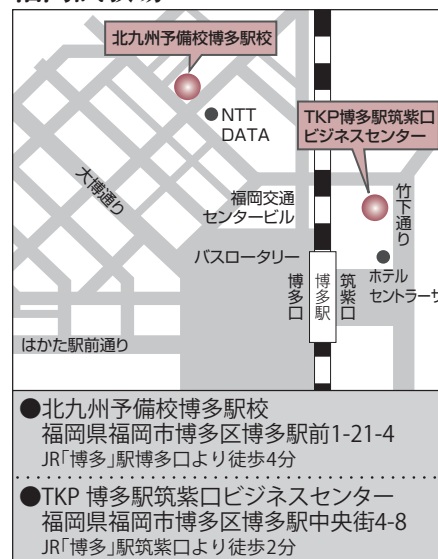 北九州予備校博多駅校
NTT
DATA
TKP博多駅筑紫口
ビジネスセンター
大博通り
福岡交通
センタービル
竹下通り
バスロータリー
博多口
博多駅
筑紫口
ホテル
セントラーザ
はかた駅前通り
●北九州予備校博多駅校
福岡県福岡市博多区博多駅前1-21-4
JR「博多」駅博多口より徒歩4分
●TKP 博多駅筑紫口ビジネスセンター
福岡県福岡市博多区博多駅中央街4-8
JR「博多」駅筑紫口より徒歩2分